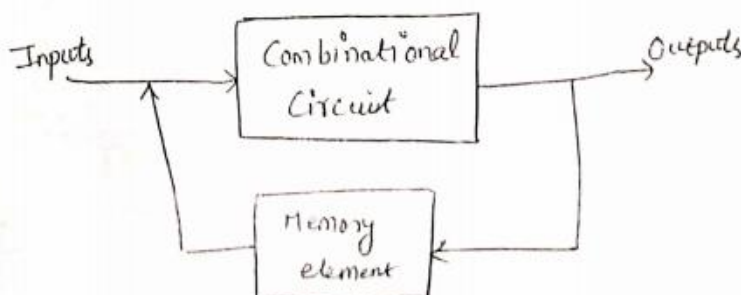 Inputs
Combinational
Circuit
Outputs
Memory
element